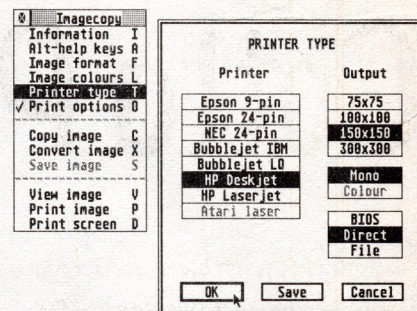 Imagecopy
Information I
Alt-help keys A
Image format F
Image colours L
Printer type T
✓ Print options O
Copy image C
Convert image X
Save image S
View image V
Print image P
Print screen D
PRINTER TYPE
Printer
Epson 9-pin
Epson 24-pin
NEC 24-pin
Bubblejet IBM
Bubblejet LQ
HP Deskjet
HP Laserjet
Atari laser
Output
75x75
100x100
150x150
300x300
Mono
Colour
BIOS
Direct
File
OK
Save
Cancel